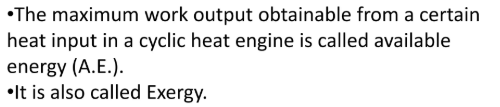 •The maximum work output obtainable from a certain
heat input in a cyclic heat engine is called available
energy (A.E.).
•It is also called Exergy.